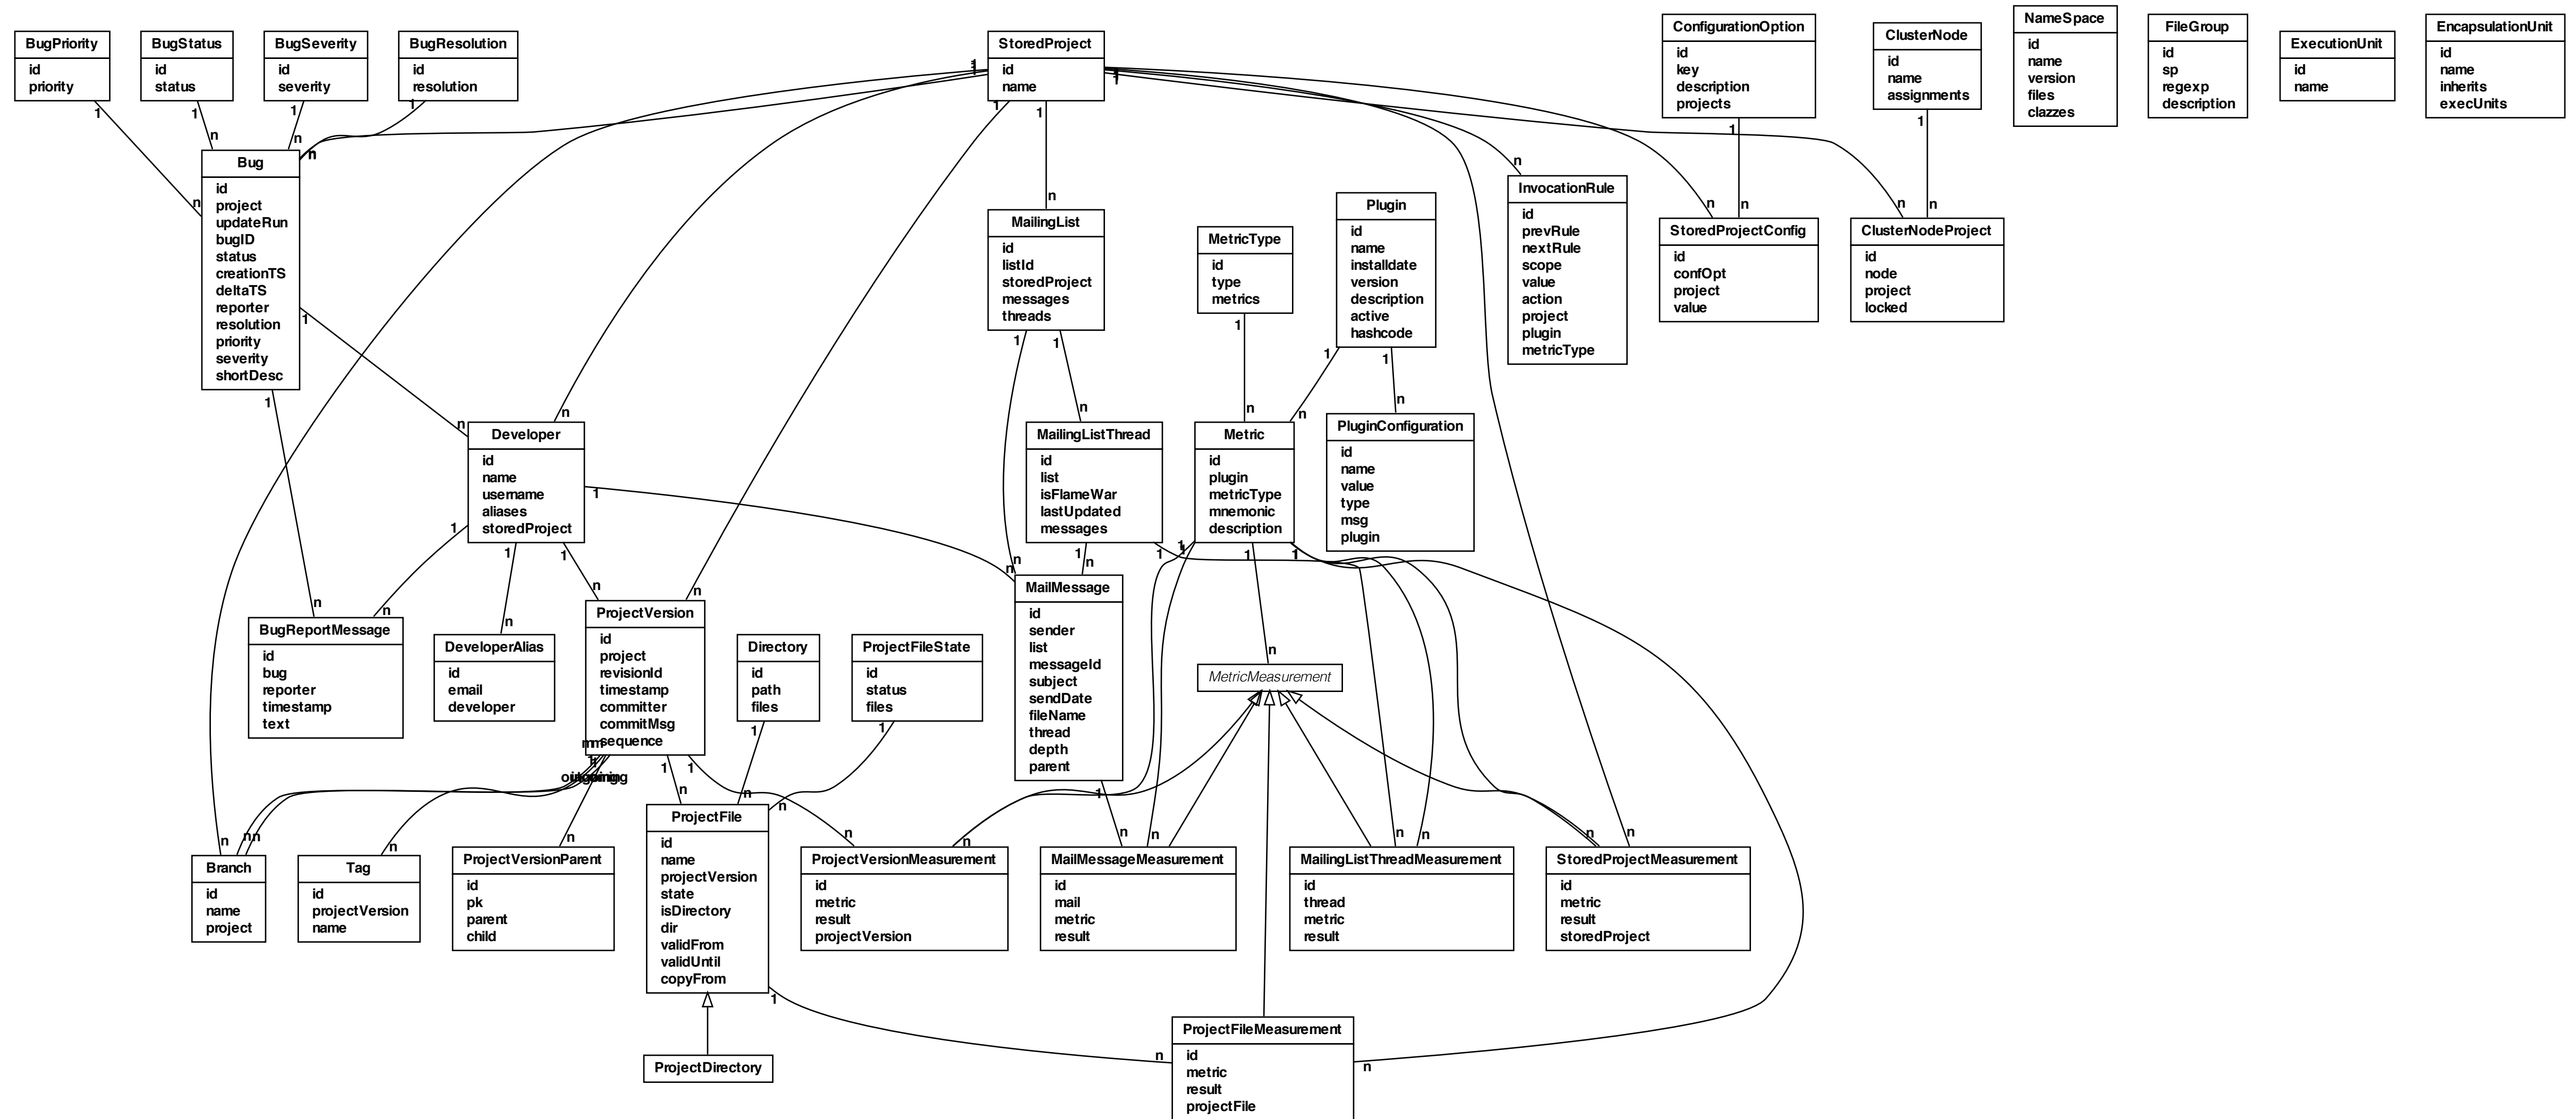 BugPriority
id
priority
BugStatus
id
status
BugSeverity
id
severity
BugResolution
id
resolution
StoredProject
id
name
ConfigurationOption
id
key
description
projects
ClusterNode
id
name
assignments
NameSpace
id
name
version
files
clazzes
FileGroup
id
sp
regexp
description
ExecutionUnit
id
name
EncapsulationUnit
id
name
inherits
execUnits
Bug
id
project
updateRun
bugID
status
creationTS
deltaTS
reporter
resolution
priority
severity
shortDesc
MailingList
id
listId
storedProject
messages
threads
MetricType
id
type
metrics
Plugin
id
name
installdate
version
description
active
hashcode
InvocationRule
id
prevRule
nextRule
scope
value
action
project
plugin
metricType
StoredProjectConfig
id
confOpt
project
value
ClusterNodeProject
id
node
project
locked
Developer
id
name
username
aliases
storedProject
MailingListThread
id
list
isFlameWar
lastUpdated
messages
Metric
id
plugin
metricType
mnemonic
description
PluginConfiguration
id
name
value
type
msg
plugin
BugReportMessage
id
bug
reporter
timestamp
text
DeveloperAlias
id
email
developer
ProjectVersion
id
project
revisionId
timestamp
committer
commitMsg
sequence
Directory
id
path
files
ProjectFileState
id
status
files
MailMessage
id
sender
list
messageId
subject
sendDate
fileName
thread
depth
parent
MetricMeasurement
Branch
id
name
project
Tag
id
projectVersion
name
ProjectVersionParent
id
pk
parent
child
ProjectFile
id
name
projectVersion
state
isDirectory
dir
validFrom
validUntil
copyFrom
ProjectVersionMeasurement
id
metric
result
projectVersion
MailMessageMeasurement
id
mail
metric
result
MailingListThreadMeasurement
id
thread
metric
result
StoredProjectMeasurement
id
metric
result
storedProject
ProjectDirectory
ProjectFileMeasurement
id
metric
result
projectFile